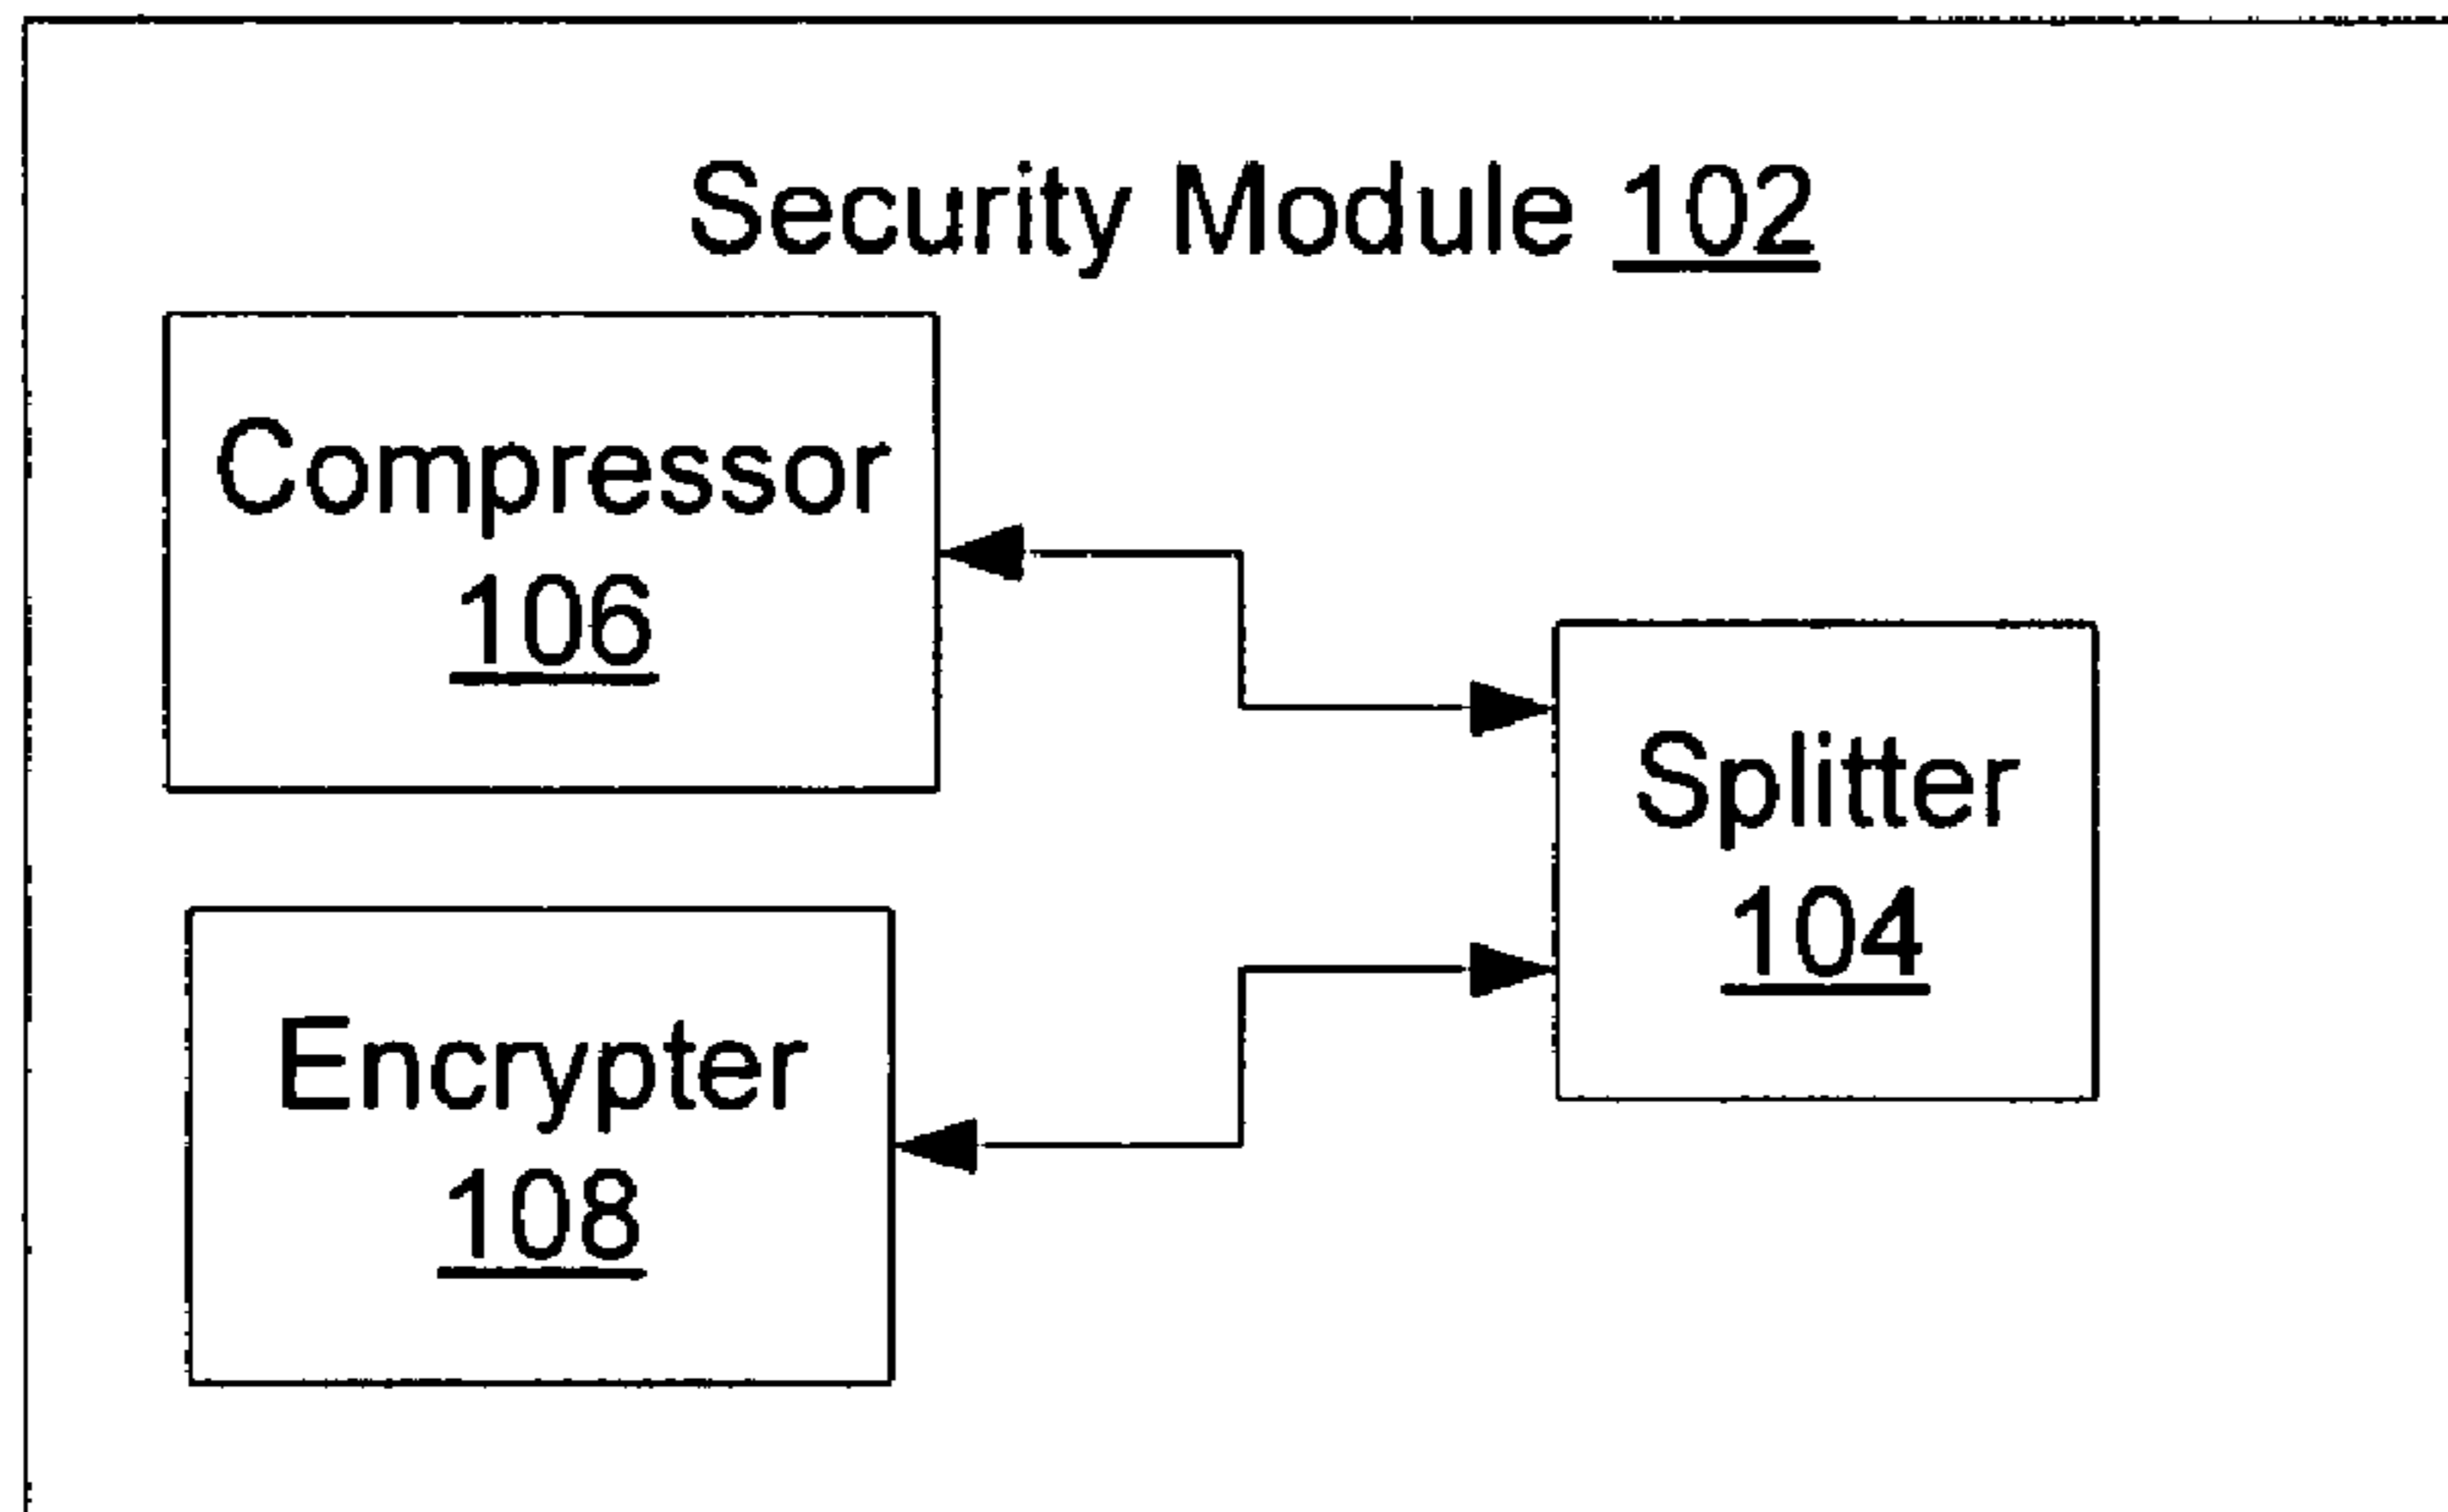 Security Module 102
Compressor
106
Splitter
104
Encrypter
108